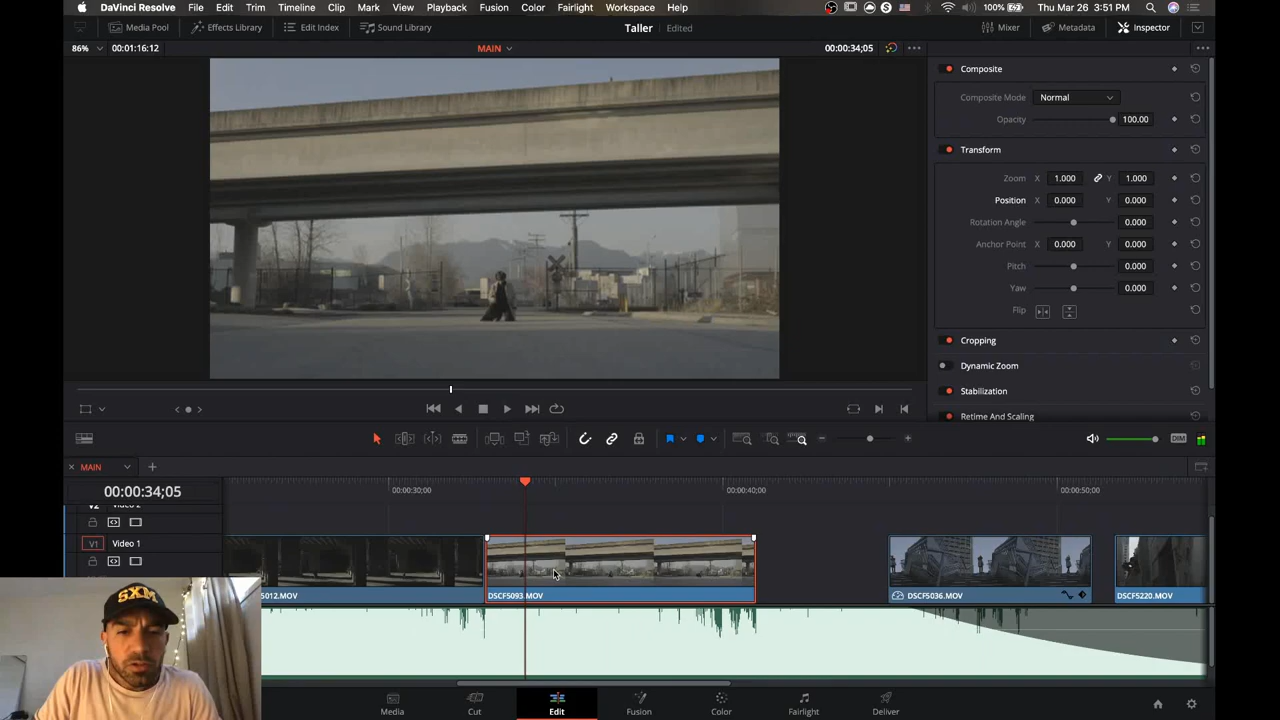 DaVinci Resolve File Edit Trim Timeline Clip Mark View Playback Fusion Color Fairlight Workspace Help 100% Thu Mar 26 3:51 PM
Media Pool Effects Library Edit Index Sound Library Taller Edited Mixer Metadata Inspector
86% 00:01:16:12 MAIN 00:00:34;05
Composite
Composite Mode Normal
Opacity 100.00
Transform
Zoom X 1.000 Y 1.000
Position X 0.000 Y 0.000
Rotation Angle 0.000
Anchor Point X 0.000 Y 0.000
Pitch 0.000
Yaw 0.000
Flip
Cropping
Dynamic Zoom
Stabilization
Retime And Scaling
DIM
MAIN
00:00:34;05
00:00:30;00 00:00:40;00 00:00:50;00
V2 Video 2
V1 Video 1
5012.MOV DSCF5093.MOV DSCF5036.MOV DSCF5220.MOV
SXM
Media Cut Edit Fusion Color Fairlight Deliver